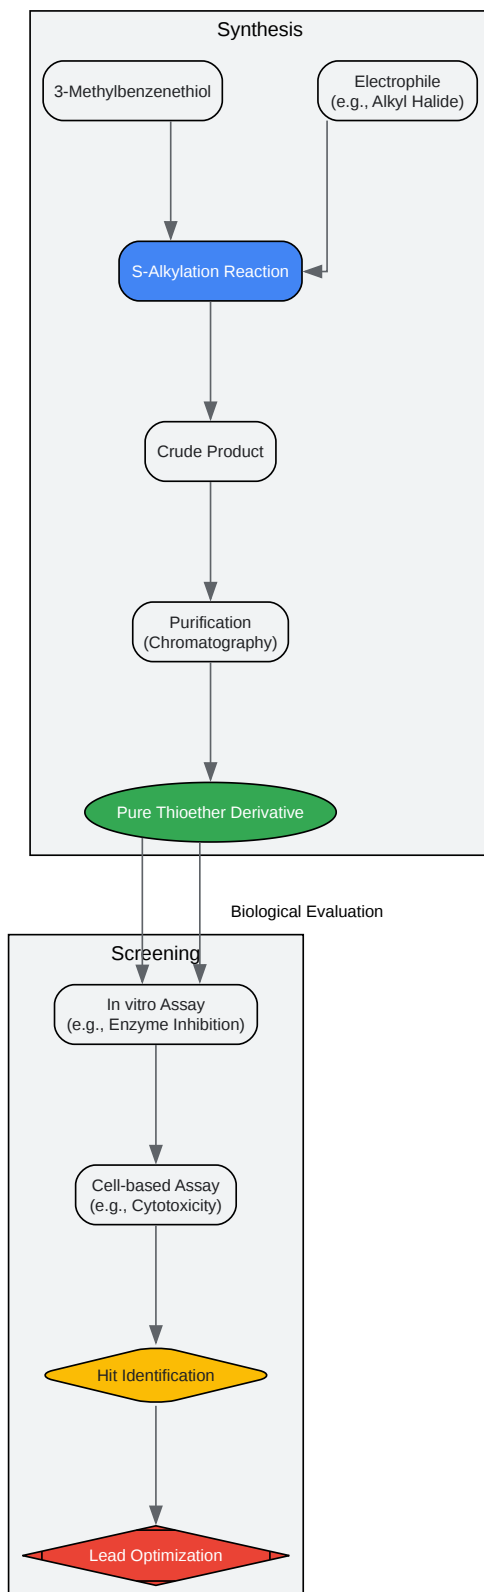 Synthesis
3-Methylbenzenethiol
Electrophile
(e.g., Alkyl Halide)
S-Alkylation Reaction
Crude Product
Purification
(Chromatography)
Pure Thioether Derivative
Biological Evaluation
Screening
In vitro Assay
(e.g., Enzyme Inhibition)
Cell-based Assay
(e.g., Cytotoxicity)
Hit Identification
Lead Optimization